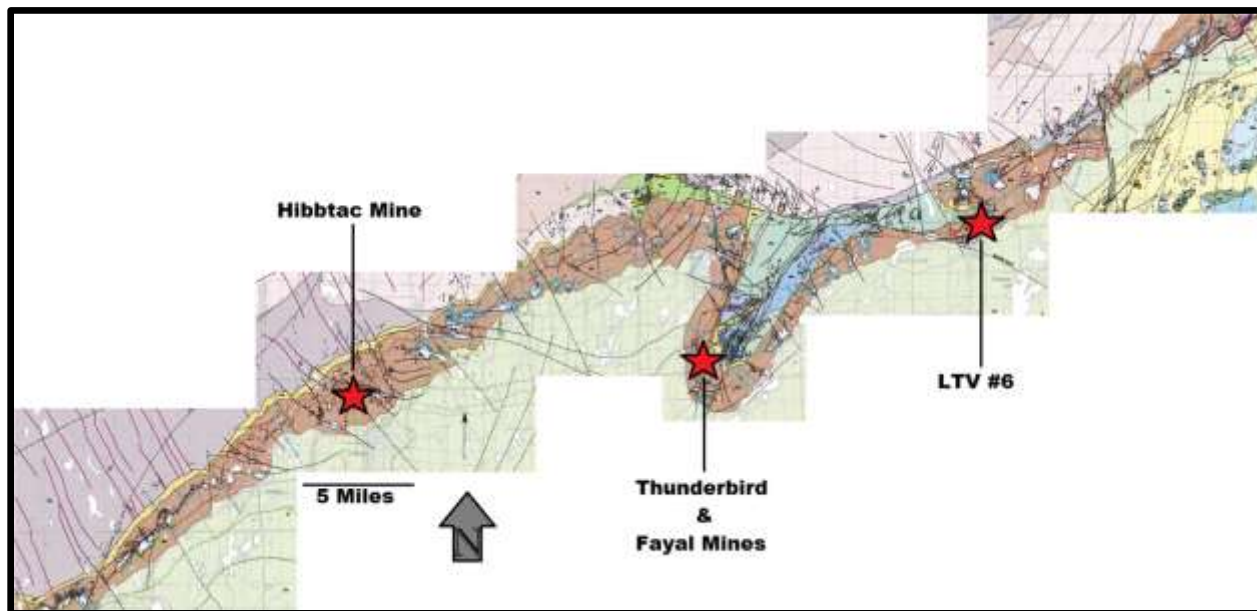 Hibbtac Mine
LTV #6
5 Miles
Thunderbird
&
Fayal Mines
N